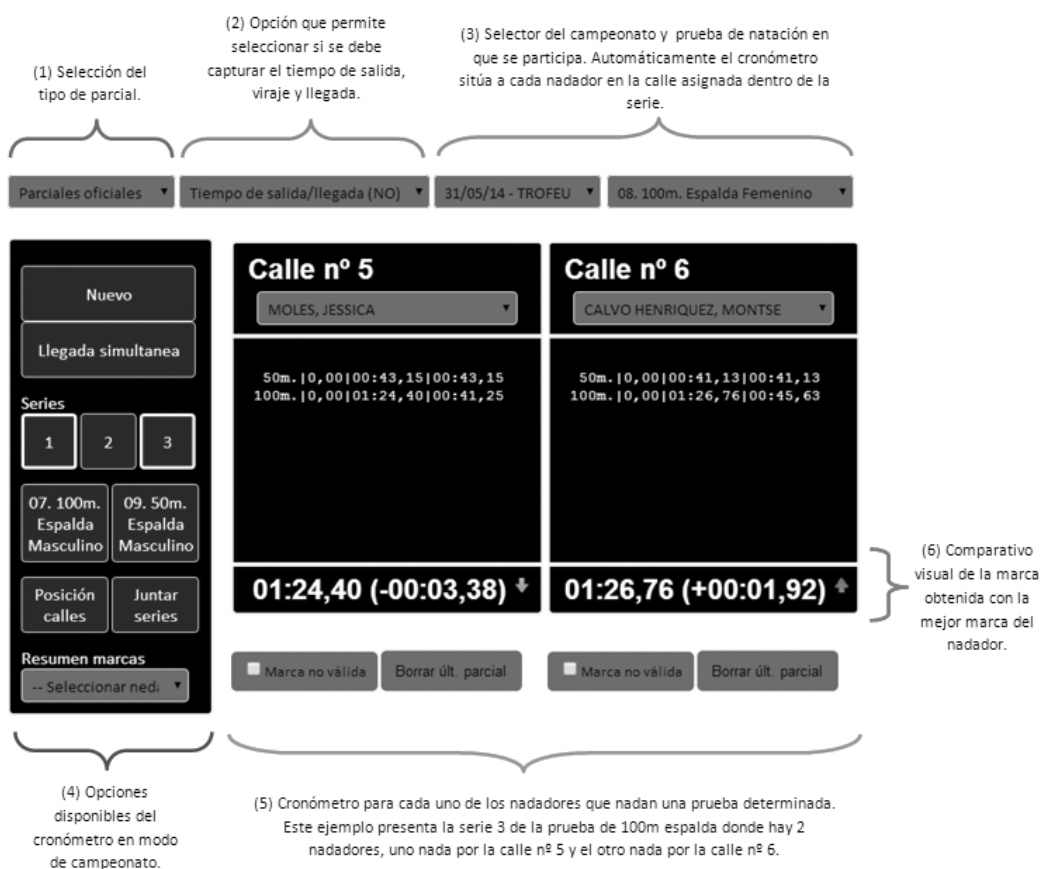 (1) Selección del
tipo de parcial.
(2) Opción que permite
seleccionar si se debe
capturar el tiempo de salida,
viraje y llegada.
(3) Selector del campeonato y prueba de natación en
que se participa. Automáticamente el cronómetro
sitúa a cada nadador en la calle asignada dentro de la
serie.
Parciales oficiales
Tiempo de salida/llegada (NO)
31/05/14 - TROFEU
08. 100m. Espalda Femenino
Nuevo
Llegada simultanea
Series
1 2 3
07. 100m.
Espalda
Masculino
09. 50m.
Espalda
Masculino
Posición
calles
Juntar
series
Resumen marcas
-- Seleccionar neda
Calle nº 5
MOLES, JESSICA
50m.|0,00|00:43,15|00:43,15
100m.|0,00|01:24,40|00:41,25
01:24,40 (-00:03,38)
Marca no válida
Borrar últ. parcial
Calle nº 6
CALVO HENRIQUEZ, MONTSE
50m.|0,00|00:41,13|00:41,13
100m.|0,00|01:26,76|00:45,63
01:26,76 (+00:01,92)
Marca no válida
Borrar últ. parcial
(6) Comparativo
visual de la marca
obtenida con la
mejor marca del
nadador.
(4) Opciones
disponibles del
cronómetro en modo
de campeonato.
(5) Cronómetro para cada uno de los nadadores que nadan una prueba determinada.
Este ejemplo presenta la serie 3 de la prueba de 100m espalda donde hay 2
nadadores, uno nada por la calle nº 5 y el otro nada por la calle nº 6.